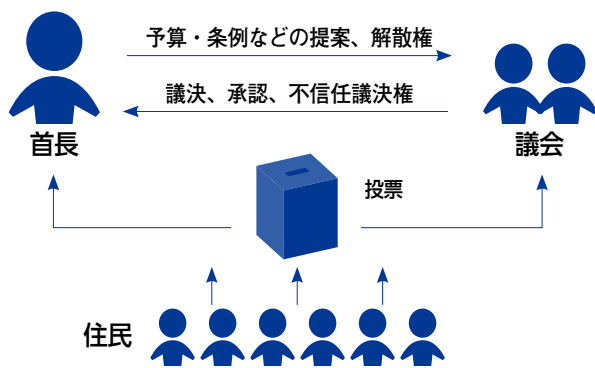 予算・条例などの提案、解散権
議決、承認、不信任議決権
首長
議会
投票
住民